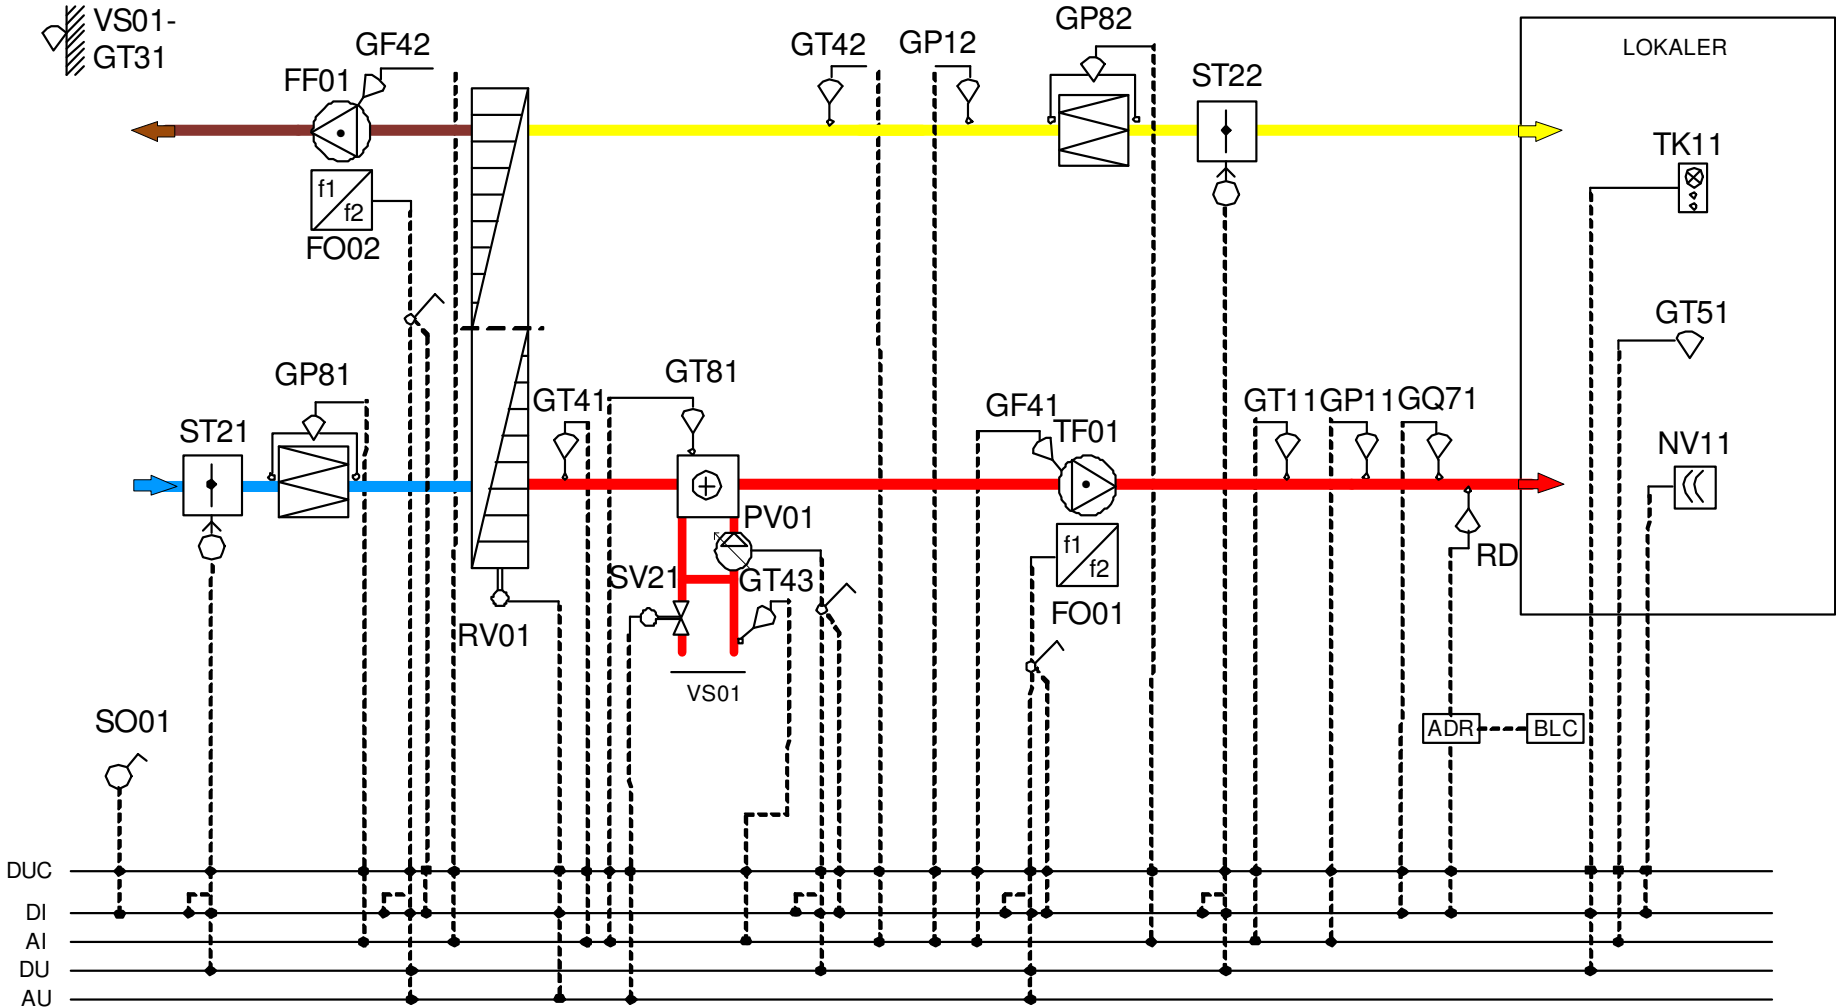 VS01-
GT31
GF42
FF01
GT42
GP12
GP82
ST22
LOKALER
TK11
f1
f2
FO02
GT51
GP81
ST21
GT41
GT81
GF41
TF01
GT11
GP11
GQ71
NV11
PV01
f1
f2
RD
SV21
GT43
FO01
RV01
VS01
SO01
ADR
BLC
DUC
DI
AI
DU
AU